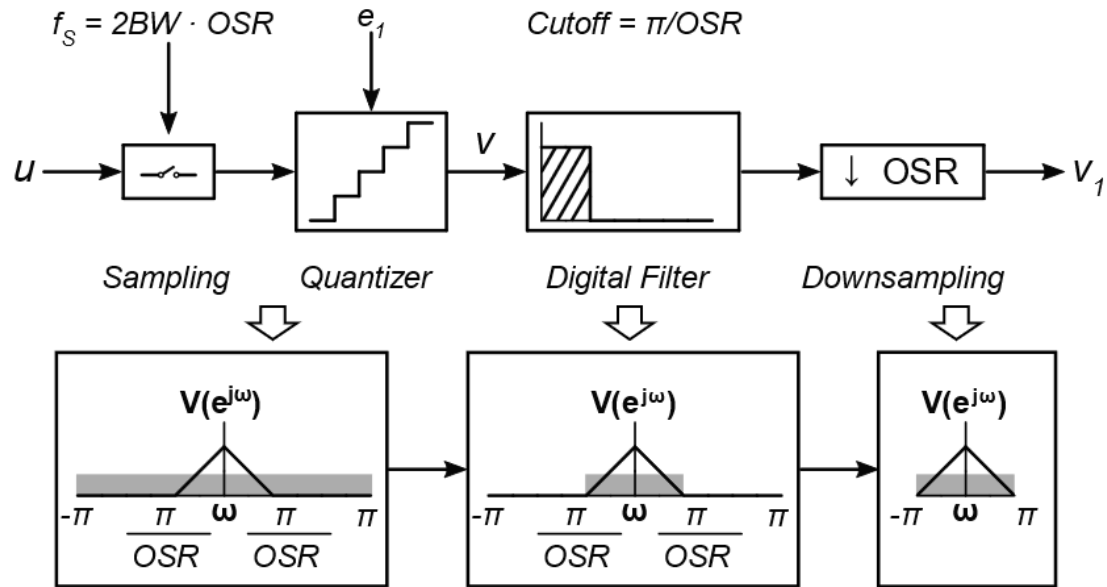 f_S = 2BW · OSR
e_1
Cutoff = π/OSR
u
v
↓ OSR
v_1
Sampling
Quantizer
Digital Filter
Downsampling
V(e^{jω})
-π
π
OSR
ω
π
OSR
π
V(e^{jω})
-π
π
OSR
ω
π
OSR
π
V(e^{jω})
-π
ω
π